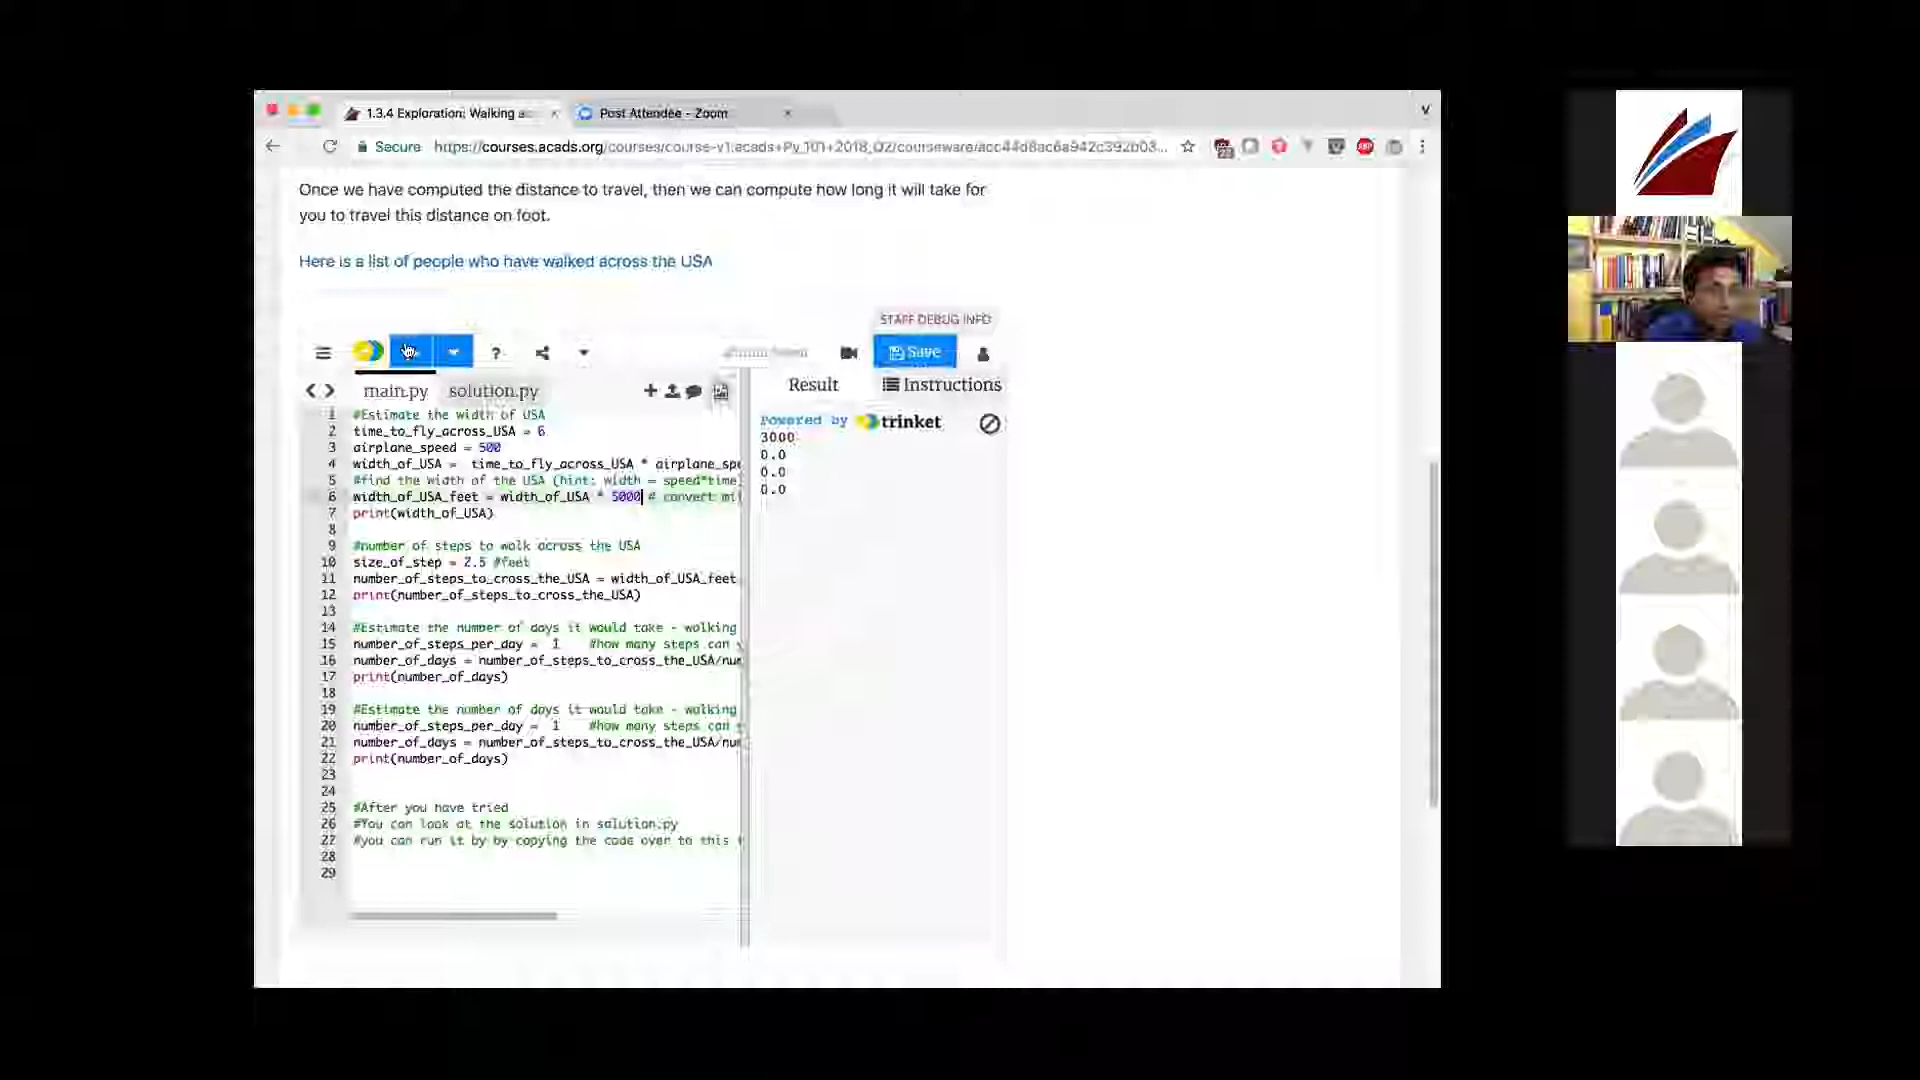 1.3.4 Exploration: Walking ac
Post Attendee - Zoom
Secure https://courses.acads.org/courses/course-v1:acads+Py_101+2018_Q2/courseware/acc44d8ac6a942c392b03...
Once we have computed the distance to travel, then we can compute how long it will take for
you to travel this distance on foot.
Here is a list of people who have walked across the USA
STAFF DEBUG INFO
? Save
main.py solution.py
Result Instructions
Powered by trinket
3000
0.0
0.0
0.0
1 #Estimate the width of USA
2 time_to_fly_across_USA = 6
3 airplane_speed = 500
4 width_of_USA = time_to_fly_across_USA * airplane_spe
5 #find the width of the USA (hint: width = speed*time
6 width_of_USA_feet = width_of_USA * 5000 # convert mi
7 print(width_of_USA)
8
9 #number of steps to walk across the USA
10 size_of_step = 2.5 #feet
11 number_of_steps_to_cross_the_USA = width_of_USA_feet
12 print(number_of_steps_to_cross_the_USA)
13
14 #Estimate the number of days it would take - walking
15 number_of_steps_per_day = 1 #how many steps can
16 number_of_days = number_of_steps_to_cross_the_USA/num
17 print(number_of_days)
18
19 #Estimate the number of days it would take - walking
20 number_of_steps_per_day = 1 #how many steps can
21 number_of_days = number_of_steps_to_cross_the_USA/num
22 print(number_of_days)
23
24
25 #After you have tried
26 #You can look at the solution in solution.py
27 #you can run it by by copying the code over to this
28
29